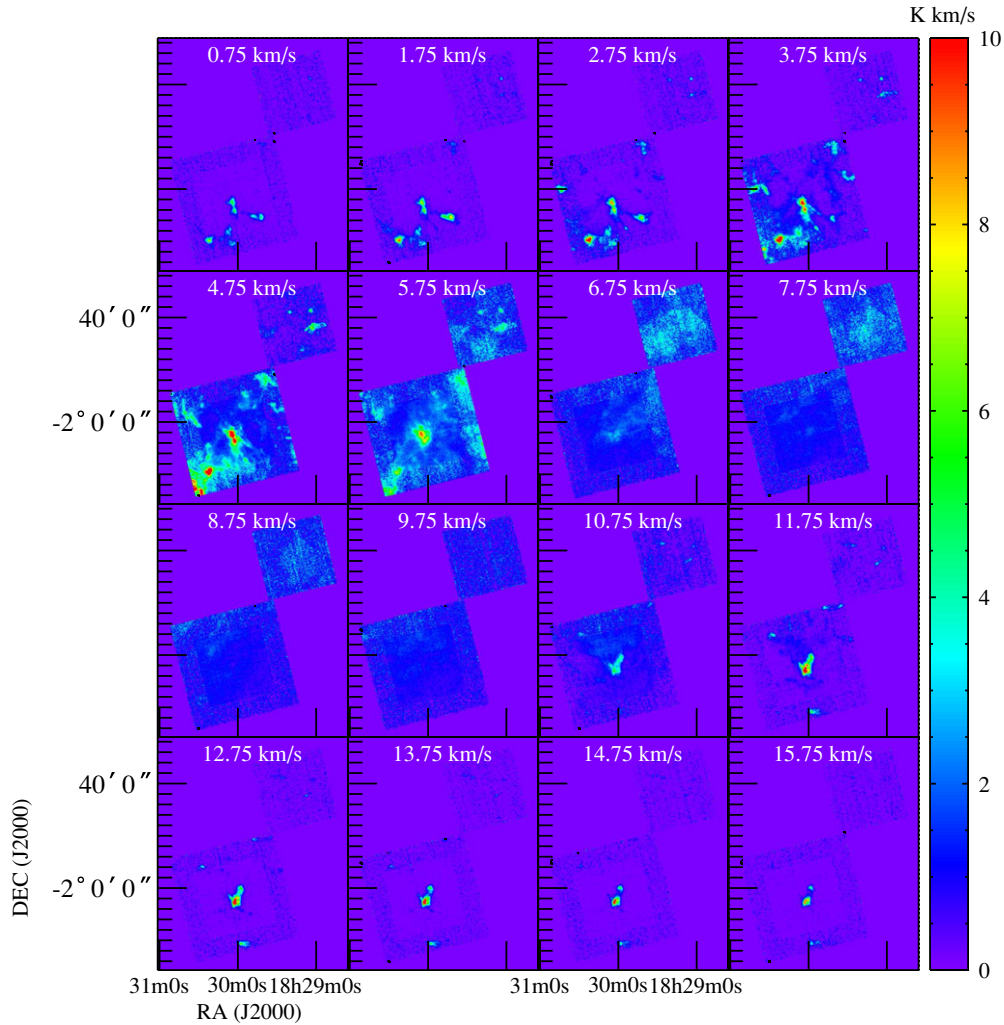 K km/s
0.75 km/s 1.75 km/s 2.75 km/s 3.75 km/s 10
4.75 km/s 5.75 km/s 6.75 km/s 7.75 km/s 8
40′ 0″
-2° 0′ 0″
6
8.75 km/s 9.75 km/s 10.75 km/s 11.75 km/s
4
2
12.75 km/s 13.75 km/s 14.75 km/s 15.75 km/s
40′ 0″
-2° 0′ 0″
DEC (J2000)
0
31m0s 30m0s 18h29m0s 31m0s 30m0s 18h29m0s
RA (J2000)